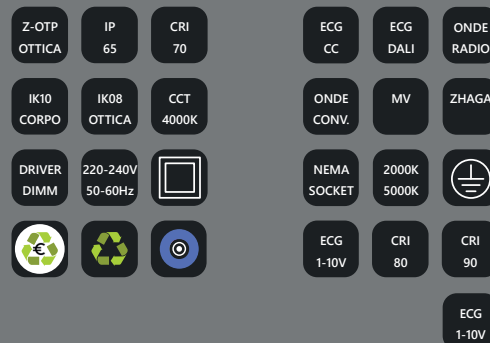 Z-OTP
OTTICA
IP
65
CRI
70
IK10
CORPO
IK08
OTTICA
CCT
4000K
DRIVER
DIMM
220-240V
50-60Hz
€
ECG
CC
ECG
DALI
ONDE
RADIO
ONDE
CONV.
MV
ZHAGA
NEMA
SOCKET
2000K
5000K
ECG
1-10V
CRI
80
CRI
90
ECG
1-10V